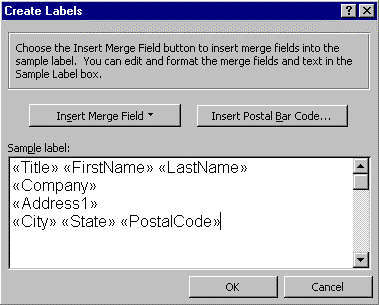 Create Labels
Choose the Insert Merge Field button to insert merge fields into the
sample label. You can edit and format the merge fields and text in the
Sample Label box.
Insert Merge Field
Insert Postal Bar Code...
Sample label:
«Title» «FirstName» «LastName»
«Company»
«Address1»
«City» «State» «PostalCode»
OK
Cancel